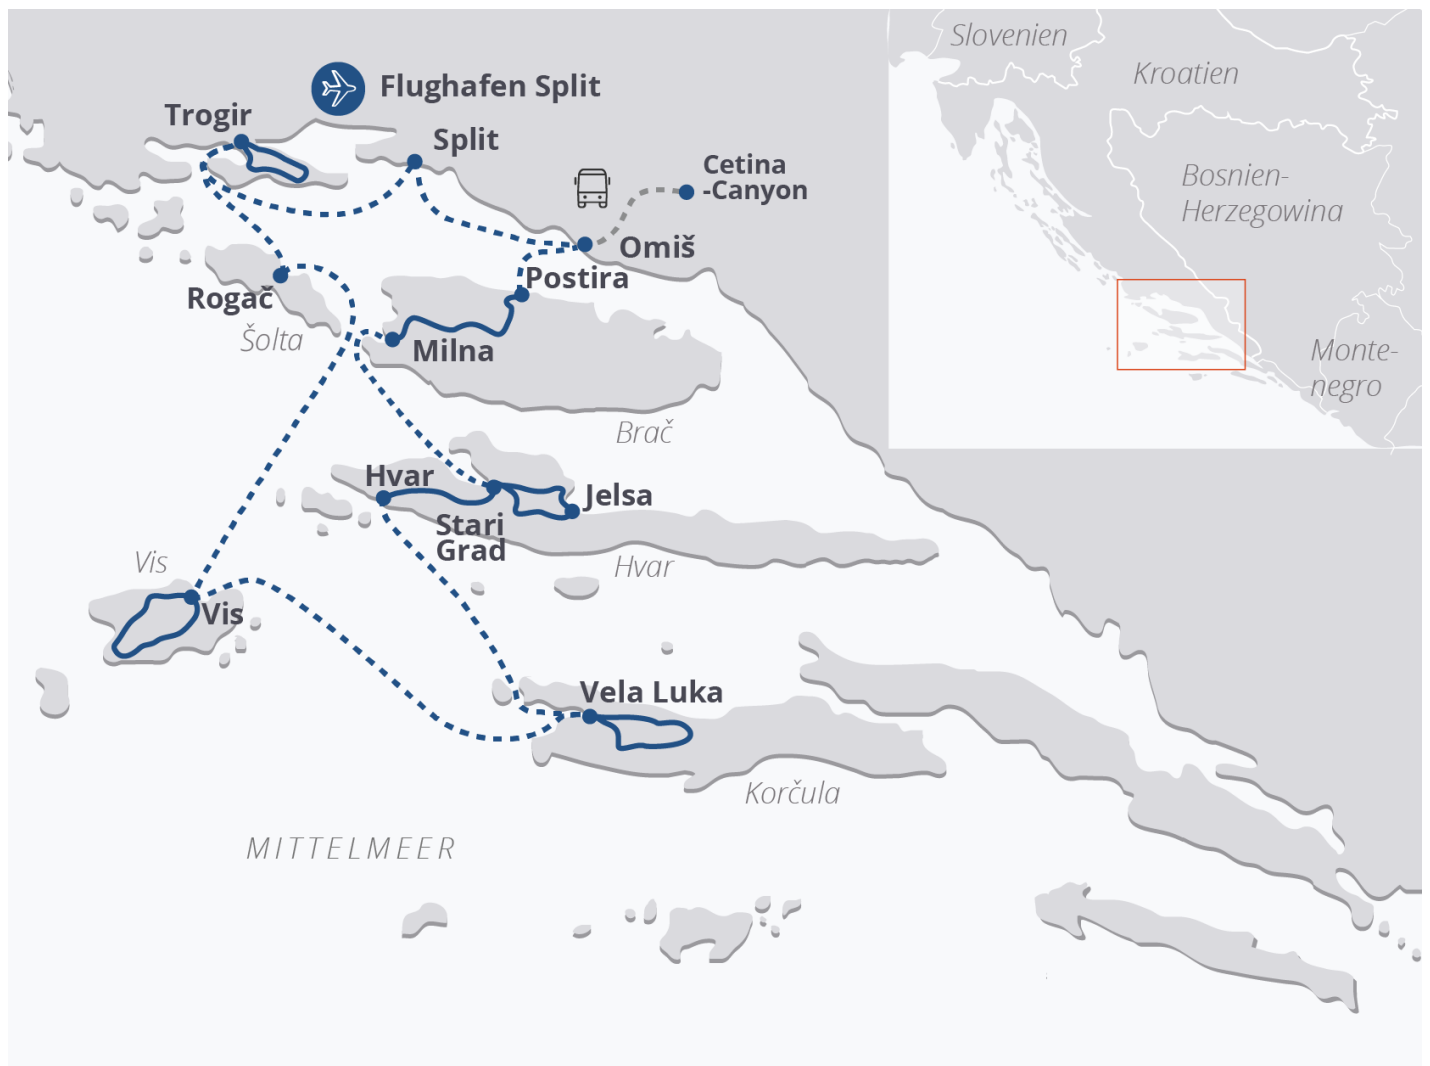 Slovenien
Kroatien
Flughafen Split
Trogir
Split
Cetina
-Canyon
Bosnien-
Herzegowina
Omiš
Postira
Rogač
Šolta
Milna
Monte-
negro
Brač
Hvar
Jelsa
Stari
Grad
Hvar
Vis
Vis
Vela Luka
Korčula
MITTELMEER